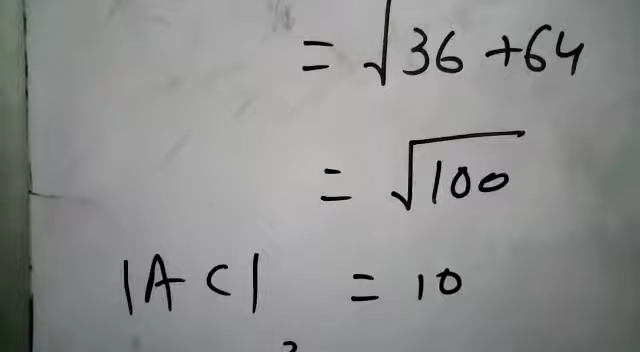 = √36 + 64
= √100
|AC| = 10